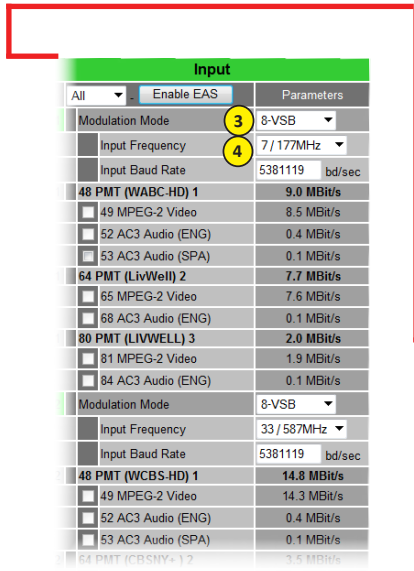 Input
All - Enable EAS Parameters
Modulation Mode 3 8-VSB
Input Frequency 4 7 / 177MHz
Input Baud Rate 5381119 bd/sec
48 PMT (WABC-HD) 1 9.0 MBit/s
49 MPEG-2 Video 8.5 MBit/s
52 AC3 Audio (ENG) 0.4 MBit/s
53 AC3 Audio (SPA) 0.1 MBit/s
64 PMT (LivWell) 2 7.7 MBit/s
65 MPEG-2 Video 7.6 MBit/s
68 AC3 Audio (ENG) 0.1 MBit/s
80 PMT (LIVWELL) 3 2.0 MBit/s
81 MPEG-2 Video 1.9 MBit/s
84 AC3 Audio (ENG) 0.1 MBit/s
Modulation Mode 8-VSB
Input Frequency 33 / 587MHz
Input Baud Rate 5381119 bd/sec
48 PMT (WCBS-HD) 1 14.8 MBit/s
49 MPEG-2 Video 14.3 MBit/s
52 AC3 Audio (ENG) 0.4 MBit/s
53 AC3 Audio (SPA) 0.1 MBit/s
64 PMT (CBSNY+ ) 2 3.5 MBit/s